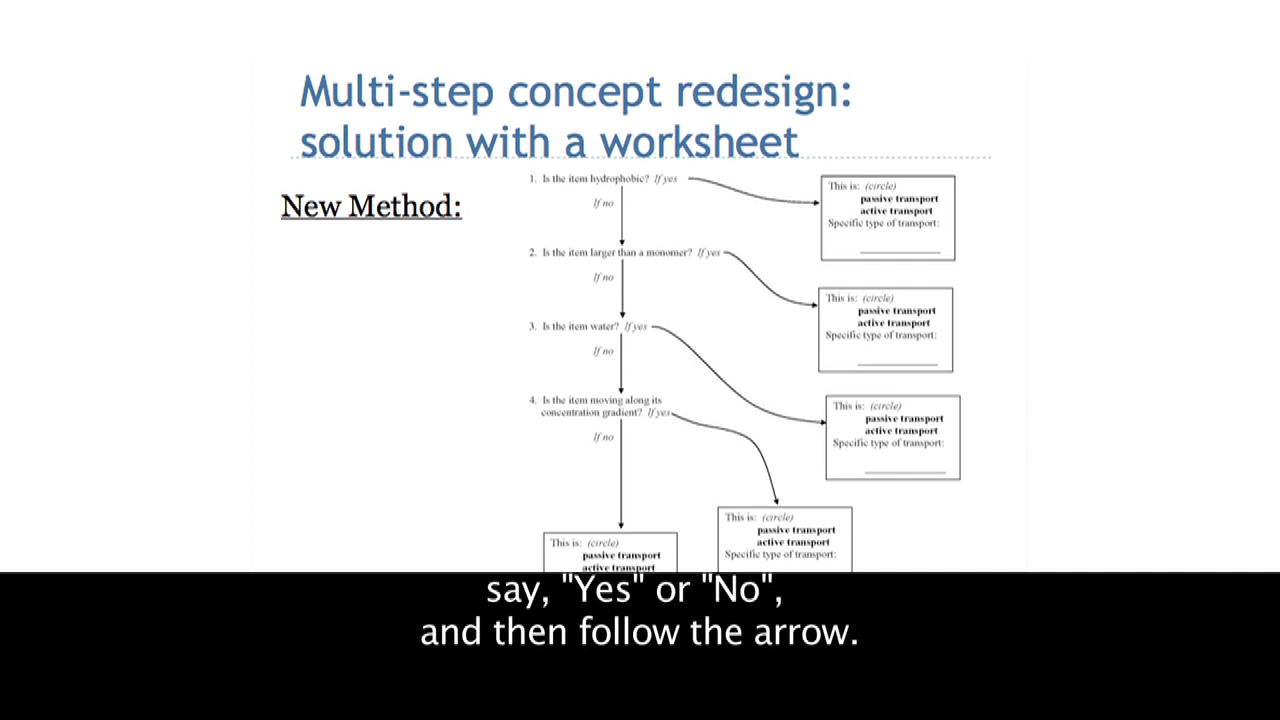 Multi-step concept redesign:
solution with a worksheet
New Method:
1. Is the item hydrophobic? If yes
If no
This is: (circle)
passive transport
active transport
Specific type of transport:
2. Is the item larger than a monomer? If yes
If no
This is: (circle)
passive transport
active transport
Specific type of transport:
3. Is the item water? If yes
If no
This is: (circle)
passive transport
active transport
Specific type of transport:
4. Is the item moving along its
concentration gradient? If yes
If no
This is: (circle)
passive transport
active transport
Specific type of transport:
This is: (circle)
passive transport
active transport
say, "Yes" or "No",
and then follow the arrow.